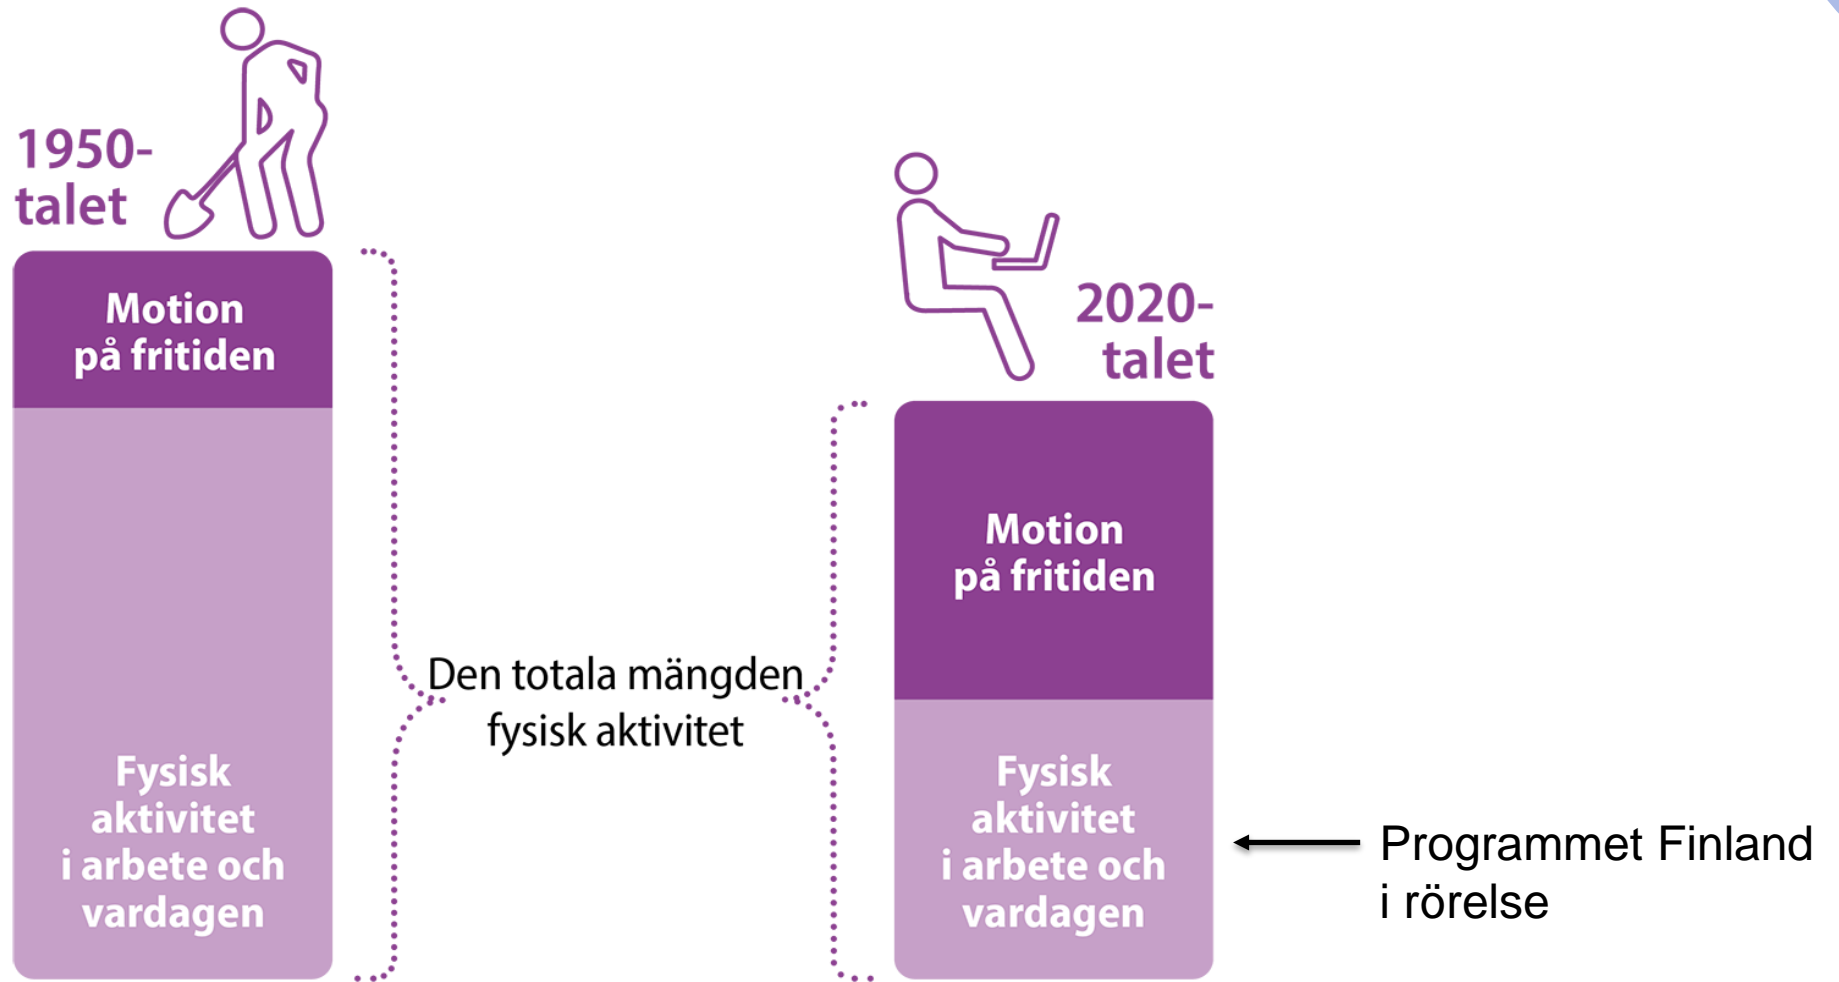 1950-
talet
Motion
på fritiden
Fysisk
aktivitet
i arbete och
vardagen
Den totala mängden
fysisk aktivitet
2020-
talet
Motion
på fritiden
Fysisk
aktivitet
i arbete och
vardagen
Programmet Finland
i rörelse